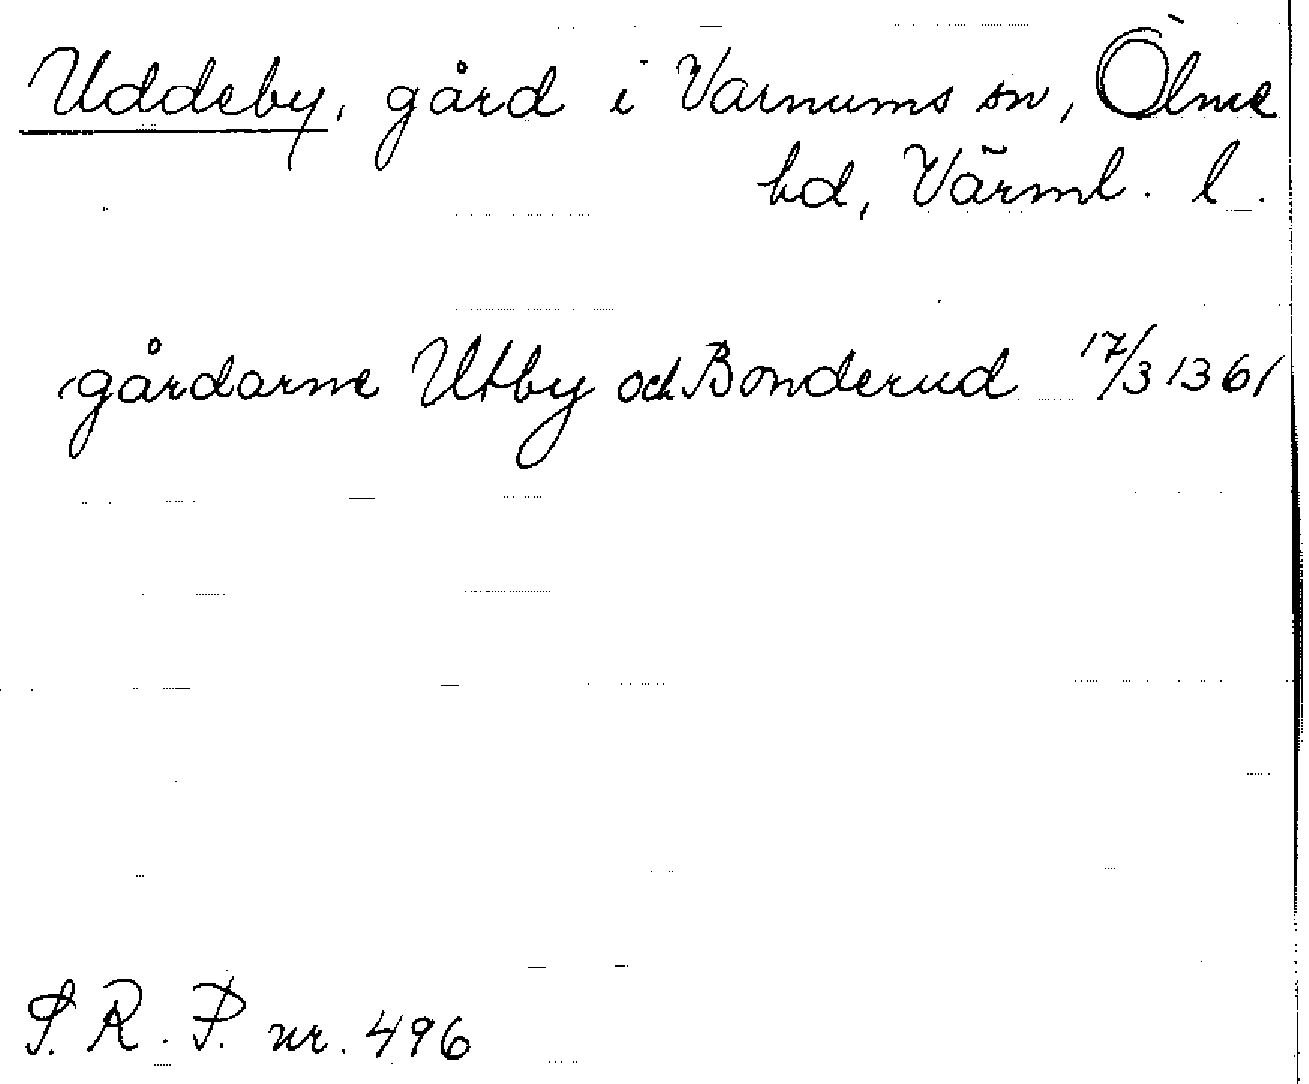 Uddeby, gård i Varnums sn, Ölme
hd, Värml. l.
gårdarne Utby och Bonderud 17/3 1361
S. R. P. nr. 496